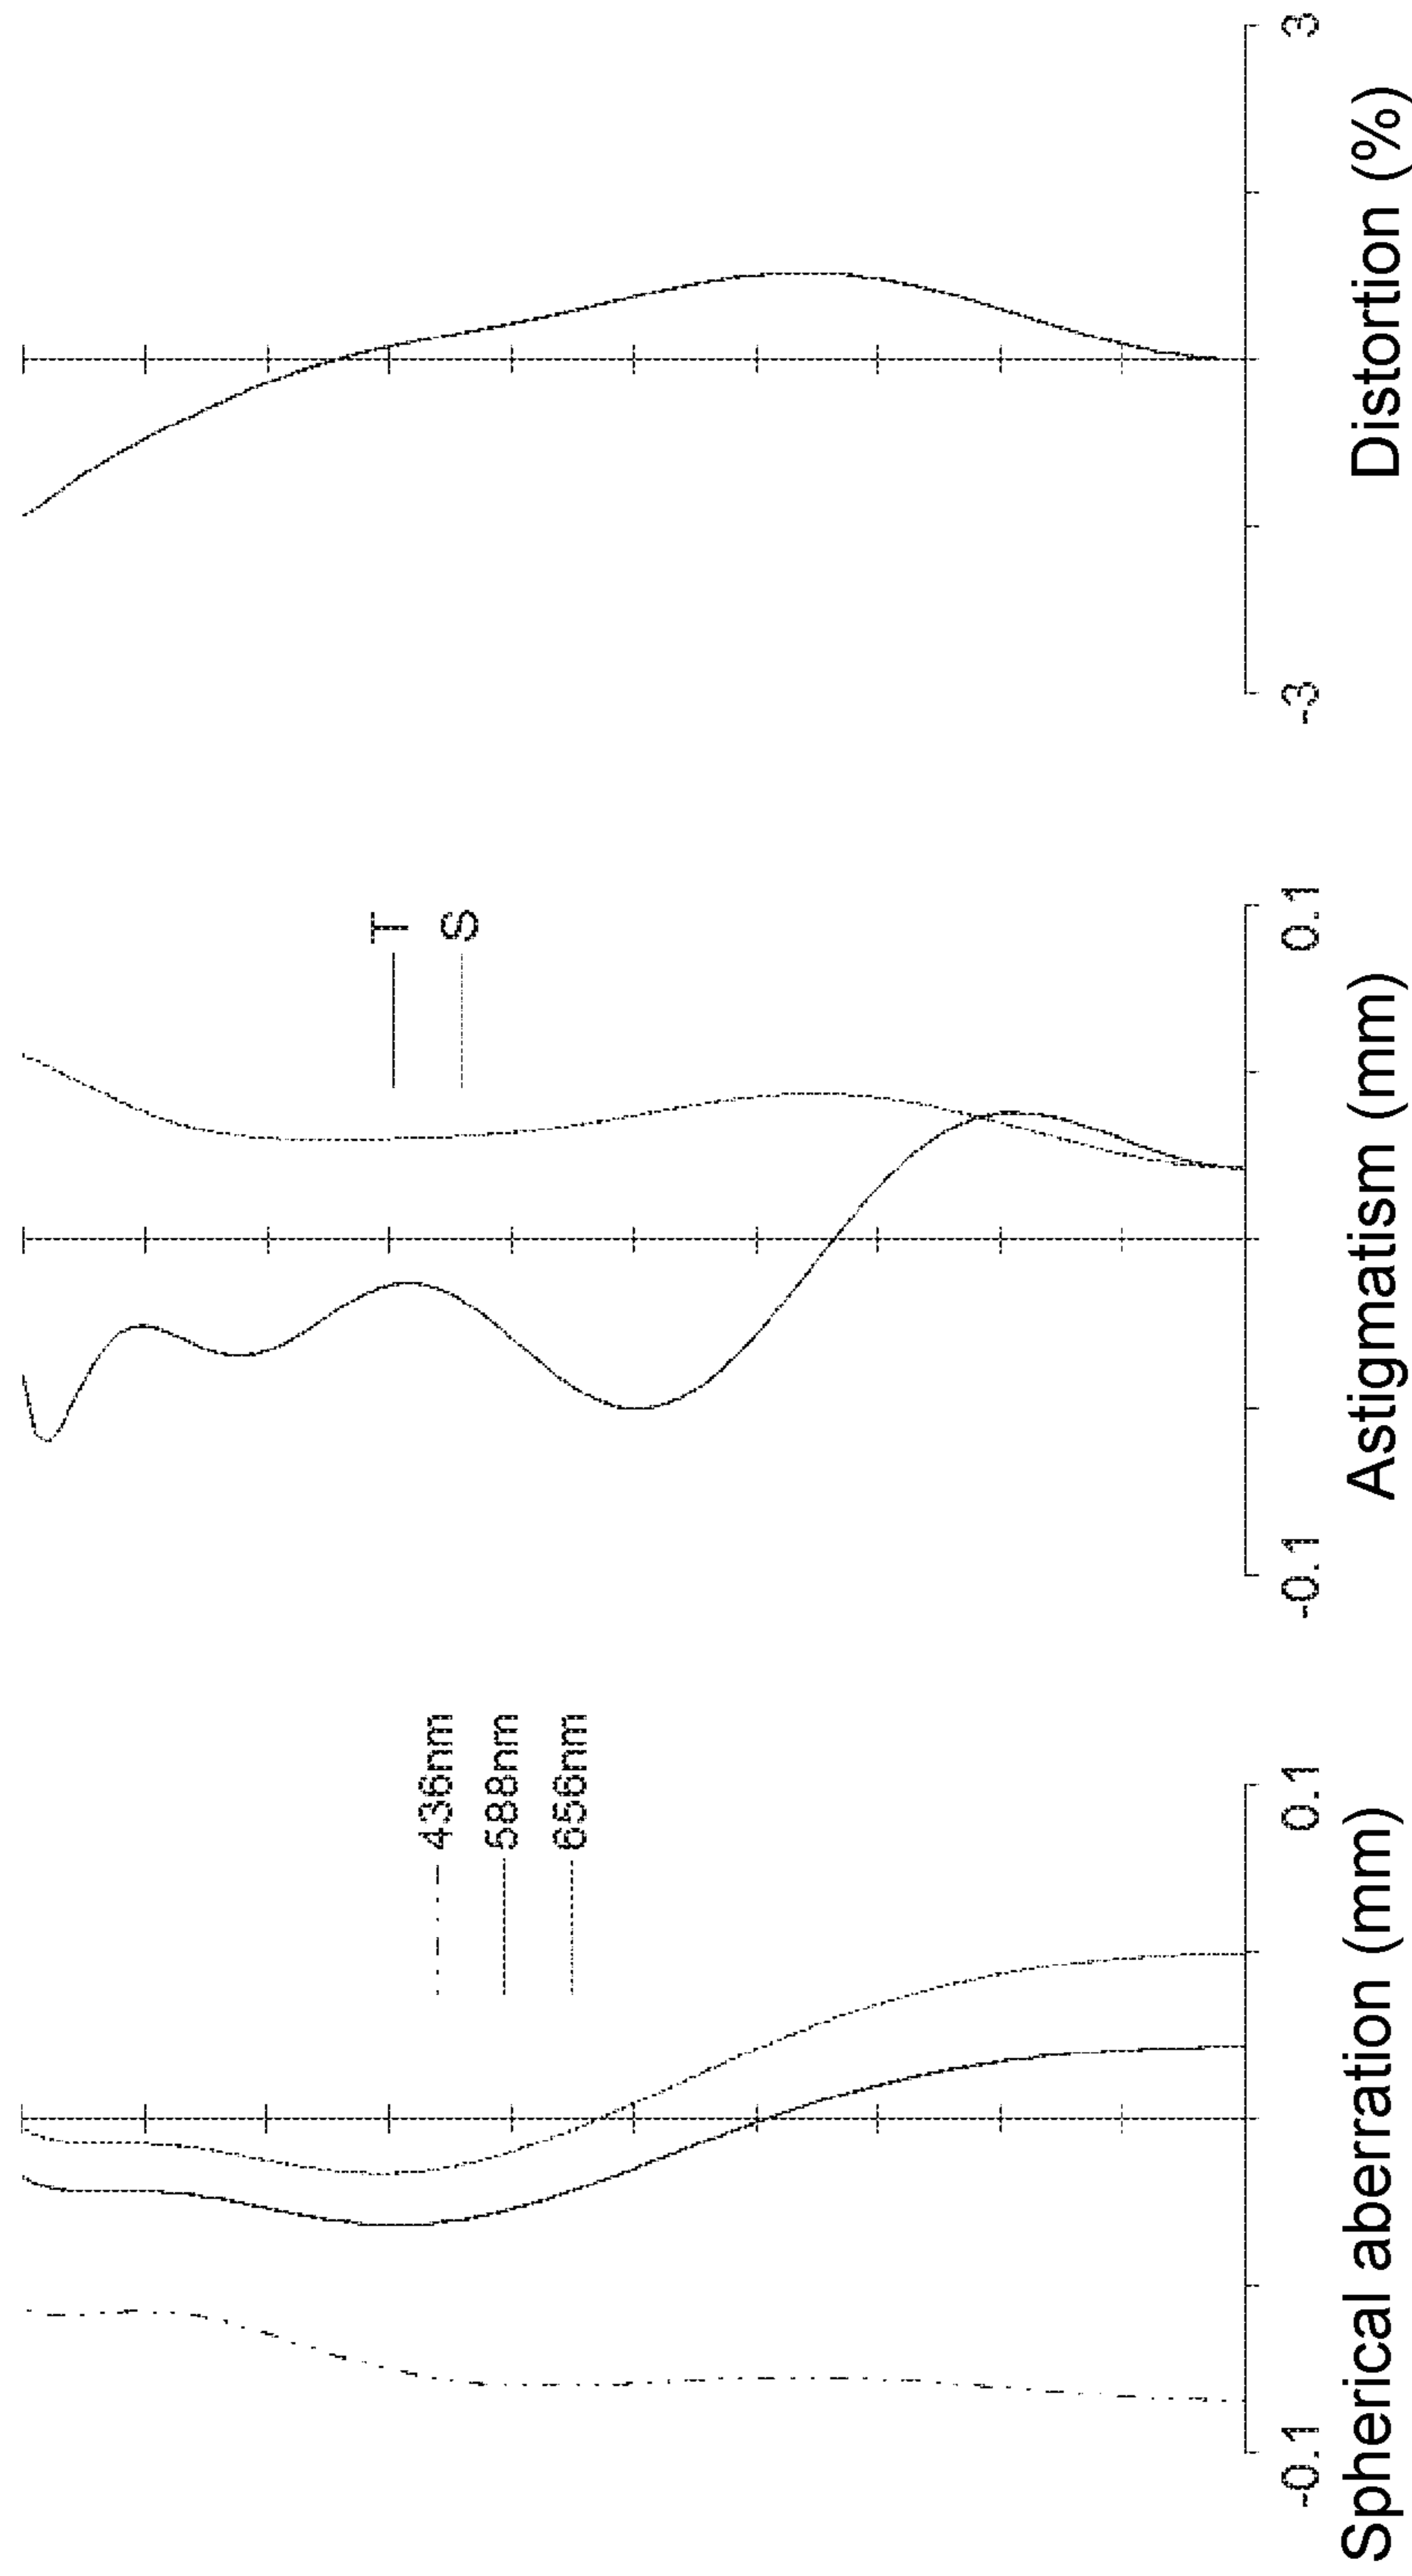 436nm
588nm
656nm
-0.1
0.1
Spherical aberration (mm)
T
S
-0.1
0.1
Astigmatism (mm)
-3
3
Distortion (%)